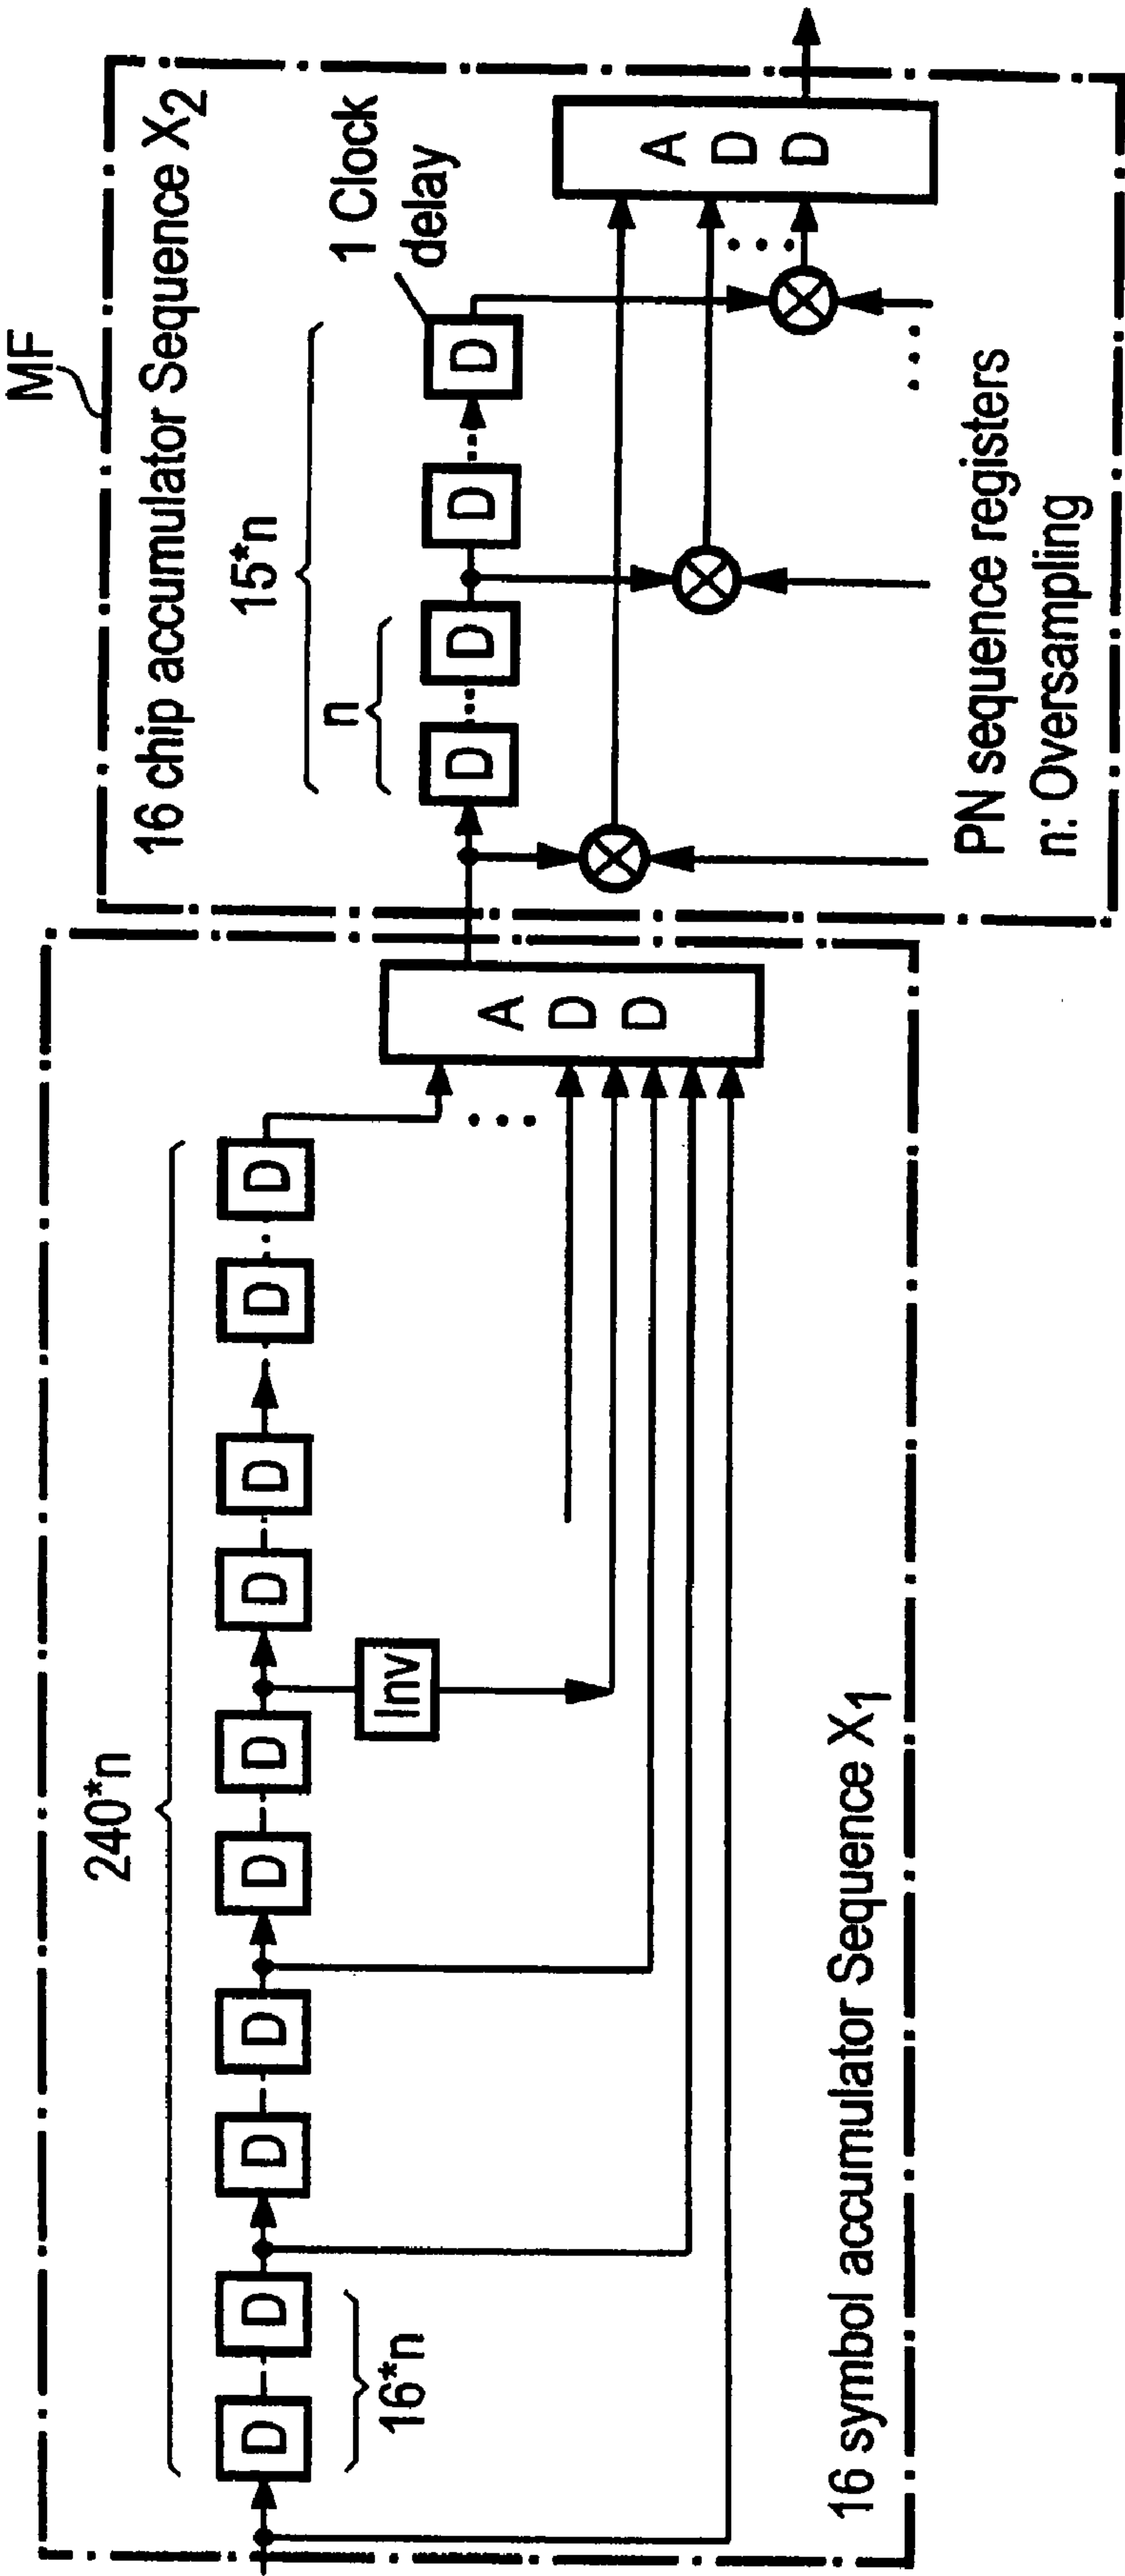 MF
16 chip accumulator Sequence X2
1 Clock
delay
15*n
n
D
D
D
D
A
D
D
PN sequence registers
n: Oversampling
240*n
D
D
D
D
D
D
D
D
D
D
16*n
Inv
A
D
D
16 symbol accumulator Sequence X1